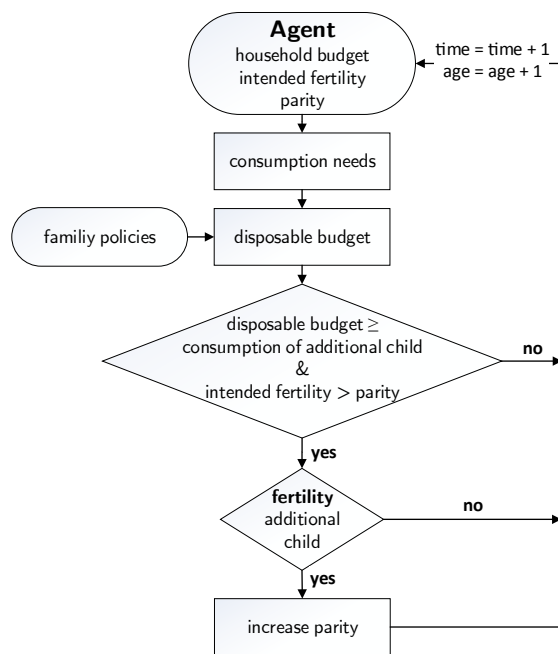 Agent
household budget
intended fertility
parity
time = time + 1
age = age + 1
consumption needs
familiy policies
disposable budget
disposable budget ≥
consumption of additional child
&
intended fertility > parity
no
yes
fertility
additional
child
no
yes
increase parity